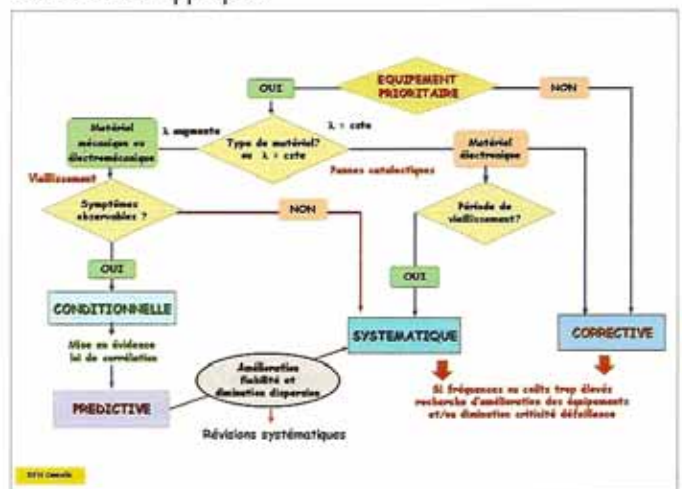 EQUIPEMENT
PRIORITAIRE
OUI
NON
Matériel
mécanique ou
électromécanique
λ augmente
Type de matériel?
ou λ = cste
λ = cste
Matériel
électronique
Vieillissement
Pannes catalectiques
Symptômes
observables ?
NON
Période de
vieillissement?
OUI
OUI
CONDITIONNELLE
SYSTEMATIQUE
CORRECTIVE
Mise en évidence
loi de corrélation
Amélioration
fiabilité et
diminution dispersion
PREDICTIVE
Révisions systématiques
Si fréquences ou coûts trop élevés
recherche d'amélioration des équipements
et/ou diminution criticité défaillance